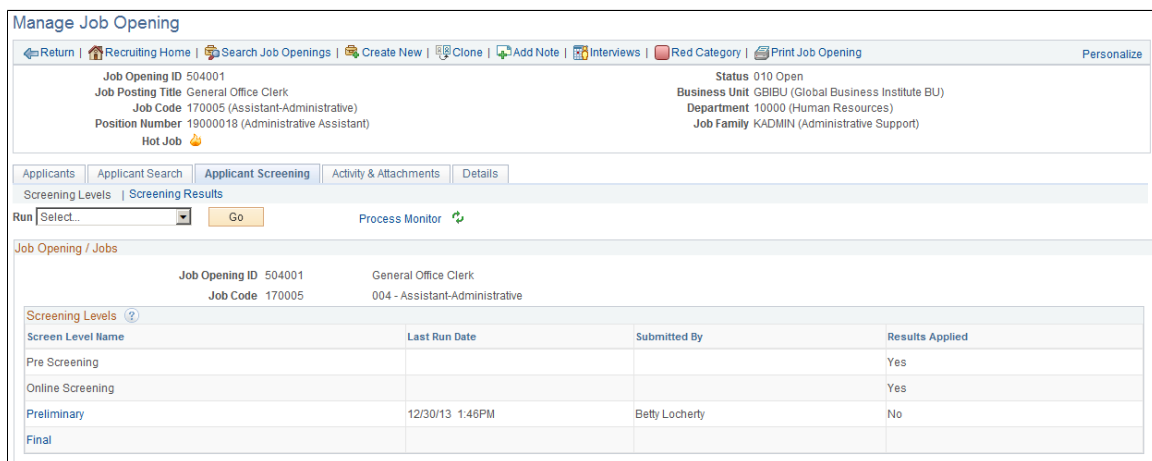 Manage Job Opening
Return | Recruiting Home | Search Job Openings | Create New | Clone | Add Note | Interviews | Red Category | Print Job Opening Personalize
Job Opening ID 504001 Status 010 Open
Job Posting Title General Office Clerk Business Unit GBIBU (Global Business Institute BU)
Job Code 170005 (Assistant-Administrative) Department 10000 (Human Resources)
Position Number 19000018 (Administrative Assistant) Job Family KADMIN (Administrative Support)
Hot Job
Applicants Applicant Search Applicant Screening Activity & Attachments Details
Screening Levels | Screening Results
Run Select... Go Process Monitor
Job Opening / Jobs
Job Opening ID 504001 General Office Clerk
Job Code 170005 004 - Assistant-Administrative
Screening Levels ?
Screen Level Name Last Run Date Submitted By Results Applied
Pre Screening Yes
Online Screening Yes
Preliminary 12/30/13 1:46PM Betty Locherty No
Final